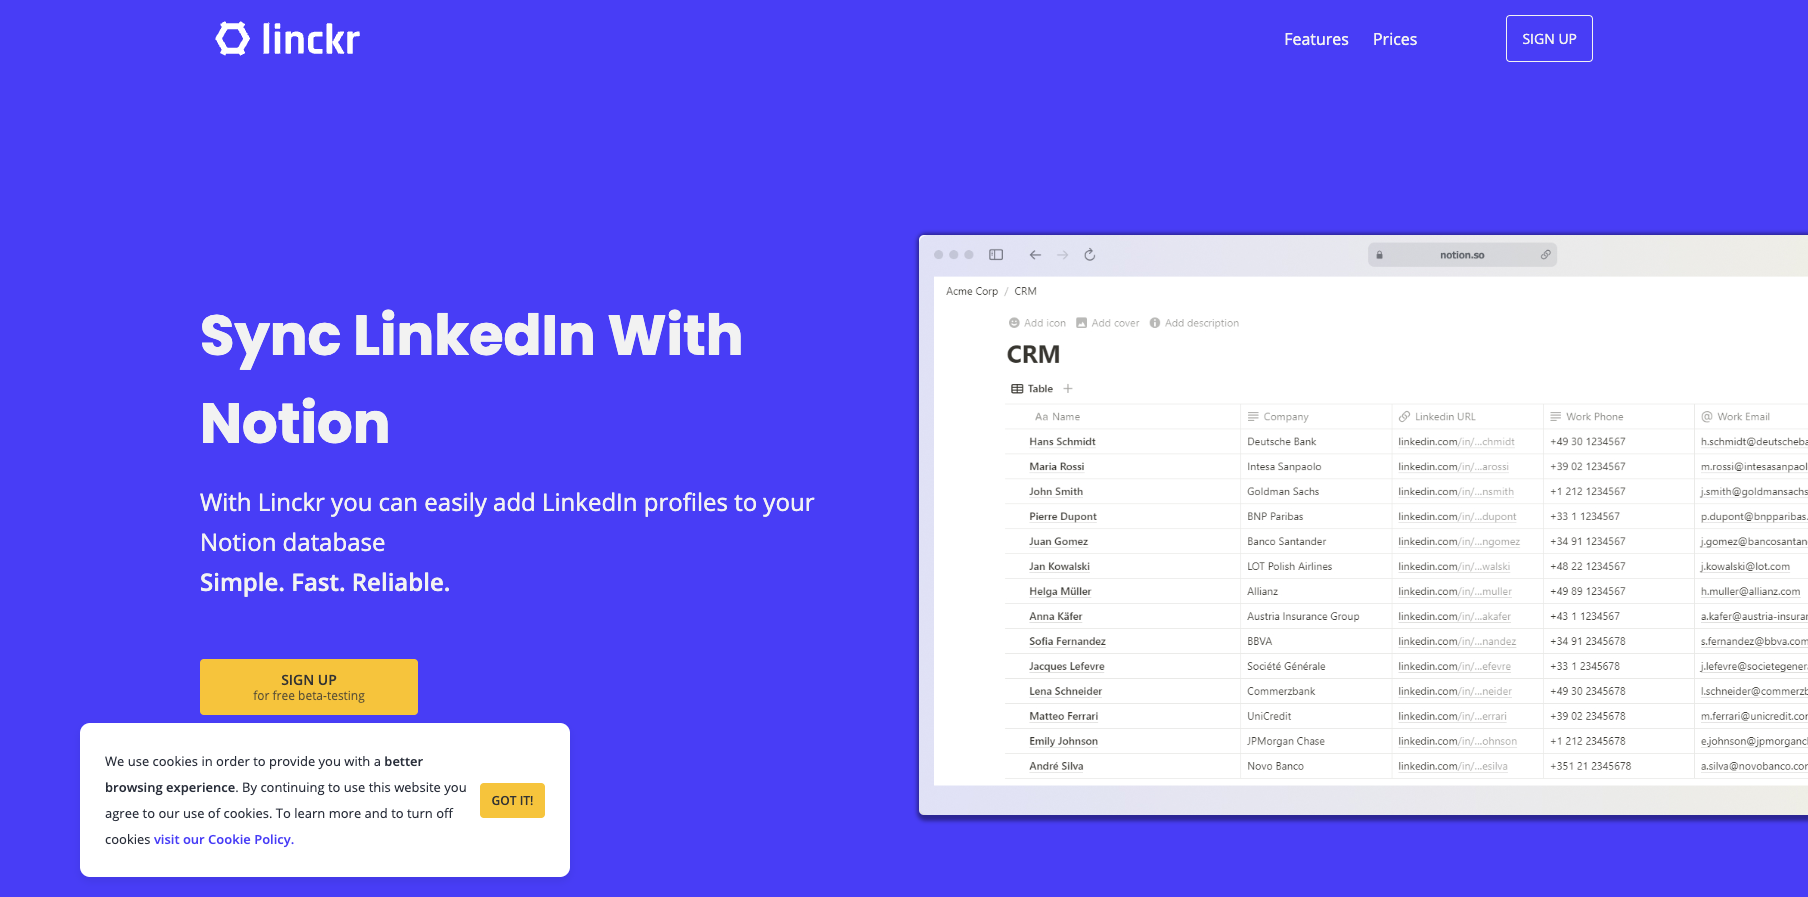 linckr
Features Prices SIGN UP
Sync LinkedIn With
Notion
With Linckr you can easily add LinkedIn profiles to your
Notion database
Simple. Fast. Reliable.
SIGN UP
for free beta-testing
We use cookies in order to provide you with a better
browsing experience. By continuing to use this website you
agree to our use of cookies. To learn more and to turn off
cookies visit our Cookie Policy.
GOT IT!
notion.so
Acme Corp / CRM
Add icon Add cover Add description
CRM
Table +
Aa Name Company Linkedin URL Work Phone @ Work Email
Hans Schmidt Deutsche Bank linkedin.com/in/...chmidt +49 30 1234567 h.schmidt@deutscheba
Maria Rossi Intesa Sanpaolo linkedin.com/in/...arossi +39 02 1234567 m.rossi@intesasanpaol
John Smith Goldman Sachs linkedin.com/in/...nsmith +1 212 1234567 j.smith@goldmansachs
Pierre Dupont BNP Paribas linkedin.com/in/...dupont +33 1 1234567 p.dupont@bnpparibas.
Juan Gomez Banco Santander linkedin.com/in/...ngomez +34 91 1234567 j.gomez@bancosantan
Jan Kowalski LOT Polish Airlines linkedin.com/in/...walski +48 22 1234567 j.kowalski@lot.com
Helga Müller Allianz linkedin.com/in/...muller +49 89 1234567 h.muller@allianz.com
Anna Käfer Austria Insurance Group linkedin.com/in/...akafer +43 1 1234567 a.kafer@austria-insurar
Sofia Fernandez BBVA linkedin.com/in/...nandez +34 91 2345678 s.fernandez@bbva.com
Jacques Lefevre Société Générale linkedin.com/in/...efevre +33 1 2345678 j.lefevre@societegener
Lena Schneider Commerzbank linkedin.com/in/...neider +49 30 2345678 l.schneider@commerzb
Matteo Ferrari UniCredit linkedin.com/in/...errari +39 02 2345678 m.ferrari@unicredit.cor
Emily Johnson JPMorgan Chase linkedin.com/in/...ohnson +1 212 2345678 e.johnson@jpmorganc
André Silva Novo Banco linkedin.com/in/...esilva +351 21 2345678 a.silva@novobanco.cor